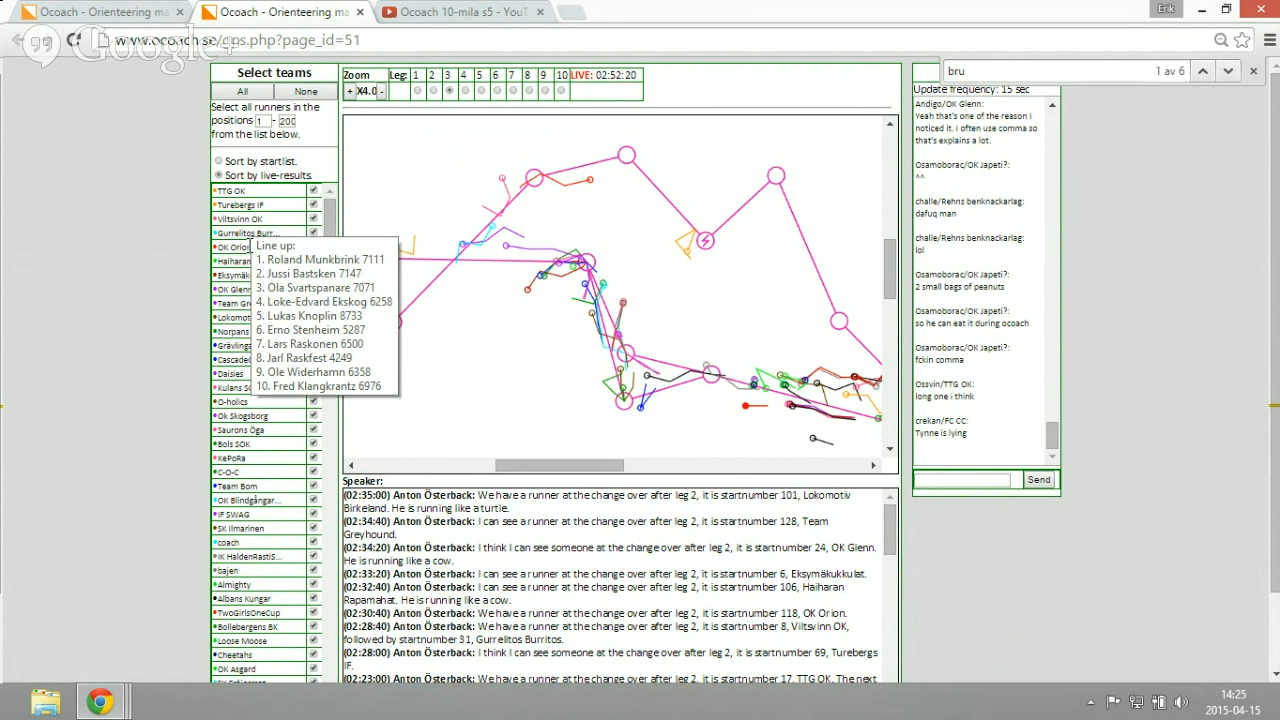 Ocoach - Orienteering ma
Ocoach - Orienteering ma
Ocoach 10-mila s5 - YouT
Erik
Google+
www.ocoach.se/gps.php?page_id=51
bru
1 av 6
Select teams
All
None
Select all runners in the
positions 1 - 200
from the list below.
Sort by startlist.
Sort by live-results.
TTG OK
Turebergs IF
Viltsvinn OK
Gurrelitos Burr...
OK Orion
Haihara
Eksymäk
OK Glenn
Team Gr
Lokomot
Norpans
Grävling
Cascade
Daisies
Kulans S
O-holics
Ok Skogsborg
Saurons Öga
Bols SOK
KePoRa
C-O-C
Team Bom
OK Blindgångar...
IF SWAG
SK Ilmarinen
coach
IK HaldenRastiS...
bajen
Almighty
Albans Kungar
TwoGirlsOneCup
Bollebergens BK
Loose Moose
Cheetahs
OK Asgard
Line up:
1. Roland Munkbrink 7111
2. Jussi Bastsken 7147
3. Ola Svartspanare 7071
4. Loke-Edvard Ekskog 6258
5. Lukas Knoplin 8733
6. Erno Stenheim 5287
7. Lars Raskonen 6500
8. Jarl Raskfest 4249
9. Ole Widerhamn 6358
10. Fred Klangkrantz 6976
Zoom
Leg: 1 2 3 4 5 6 7 8 9 10 LIVE: 02:52:20
+ X4.0 -
Speaker:
(02:35:00) Anton Österback: We have a runner at the change over after leg 2, it is startnumber 101, Lokomotiv
Birkeland. He is running like a turtle.
(02:34:40) Anton Österback: I can see a runner at the change over after leg 2, it is startnumber 128, Team
Greyhound.
(02:34:20) Anton Österback: I think I can see someone at the change over after leg 2, it is startnumber 24, OK Glenn.
He is running like a cow.
(02:33:20) Anton Österback: I can see a runner at the change over after leg 2, it is startnumber 6, Eksymäkukkulat.
(02:32:40) Anton Österback: I can see a runner at the change over after leg 2, it is startnumber 106, Haiharan
Rapamahat. He is running like a cow.
(02:30:40) Anton Österback: We have a runner at the change over after leg 2, it is startnumber 118, OK Orion.
(02:28:40) Anton Österback: We have a runner at the change over after leg 2, it is startnumber 8, Viltsvinn OK,
followed by startnumber 31, Gurrelitos Burritos.
(02:28:00) Anton Österback: I think I can see someone at the change over after leg 2, it is startnumber 69, Turebergs
IF.
(02:23:00) Anton Österback: We have a runner at the change over after leg 2, it is startnumber 17, TTG OK. The next
Update frequency: 15 sec
Andigo/OK Glenn:
Yeah that's one of the reason i
noticed it. I often use comma so
that's explains a lot.
Osamoborac/OK Japeti?:
^^
challe/Rehns benknackarlag:
dafuq man
challe/Rehns benknackarlag:
lol
Osamoborac/OK Japeti?:
2 small bags of peanuts
Osamoborac/OK Japeti?:
so he can eat it during ocoach
Osamoborac/OK Japeti?:
fckin comma
Ossvin/TTG OK:
long one i think
crekan/FC CC:
Tynne is lying
Send
14:25
2015-04-15